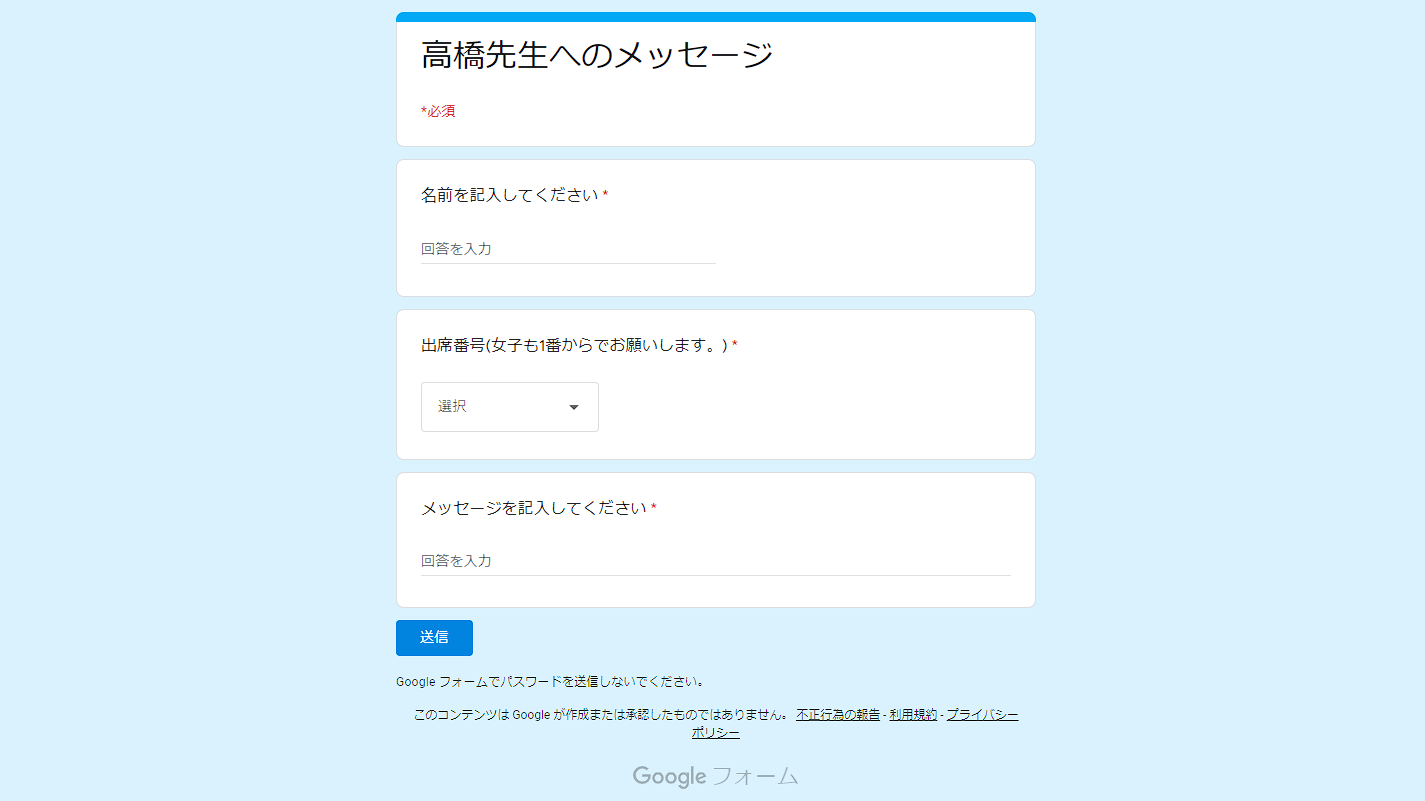 高橋先生へのメッセージ
*必須
名前を記入してください *
回答を入力
出席番号(女子も1番からでお願いします。) *
選択
メッセージを記入してください *
回答を入力
送信
Google フォームでパスワードを送信しないでください。
このコンテンツは Google が作成または承認したものではありません。 不正行為の報告 - 利用規約 - プライバシー
ポリシー
Google フォーム